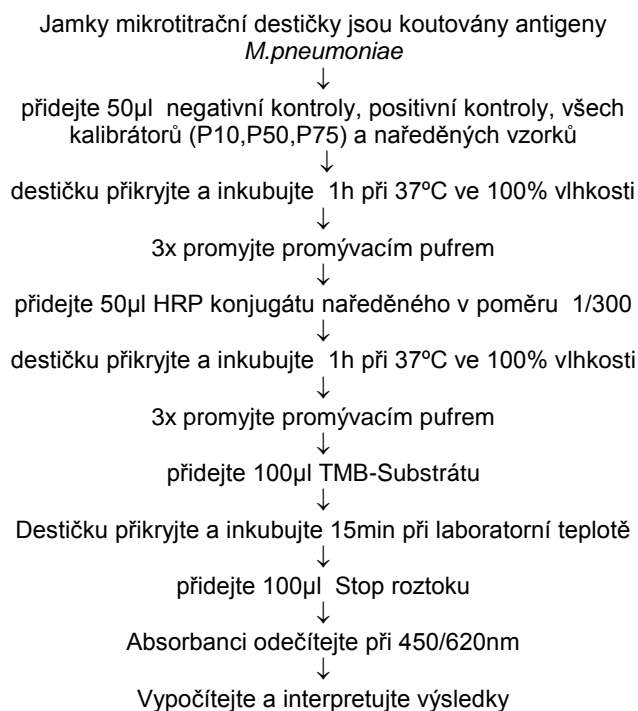 Jamky mikrotitrační destičky jsou koutovány antigeny
M.pneumoniae
↓
přidejte 50µl negativní kontroly, positivní kontroly, všech
kalibrátorů (P10,P50,P75) a naředěných vzorků
↓
destičku přikryjte a inkubujte 1h při 37ºC ve 100% vlhkosti
↓
3x promyjte promývacím pufrem
↓
přidejte 50µl HRP konjugátu naředěného v poměru 1/300
↓
destičku přikryjte a inkubujte 1h při 37ºC ve 100% vlhkosti
↓
3x promyjte promývacím pufrem
↓
přidejte 100µl TMB-Substrátu
↓
Destičku přikryjte a inkubujte 15min při laboratorní teplotě
↓
přidejte 100µl Stop roztoku
↓
Absorbanci odečítejte při 450/620nm
↓
Vypočítejte a interpretujte výsledky